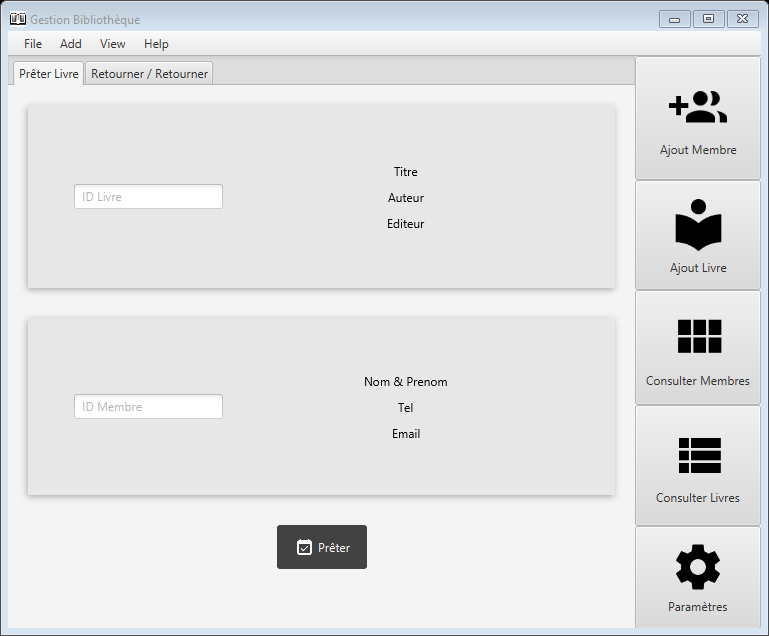 Gestion Bibliothèque
File Add View Help
Prêter Livre Retourner / Retourner
ID Livre
Titre
Auteur
Editeur
ID Membre
Nom & Prenom
Tel
Email
Prêter
Ajout Membre
Ajout Livre
Consulter Membres
Consulter Livres
Paramètres